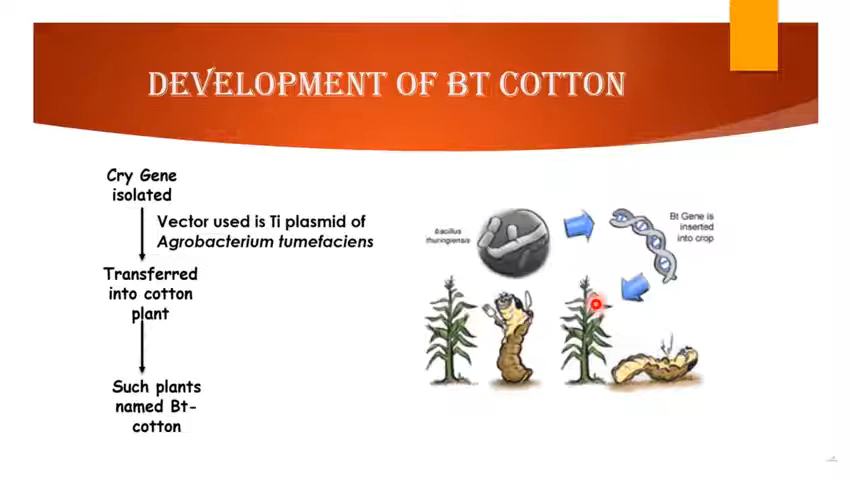 DEVELOPMENT OF BT COTTON
Cry Gene
isolated
Vector used is Ti plasmid of
Agrobacterium tumefaciens
Transferred
into cotton
plant
Such plants
named Bt-
cotton
bacillus
thuringiensis
Bt Gene is
inserted
into crop